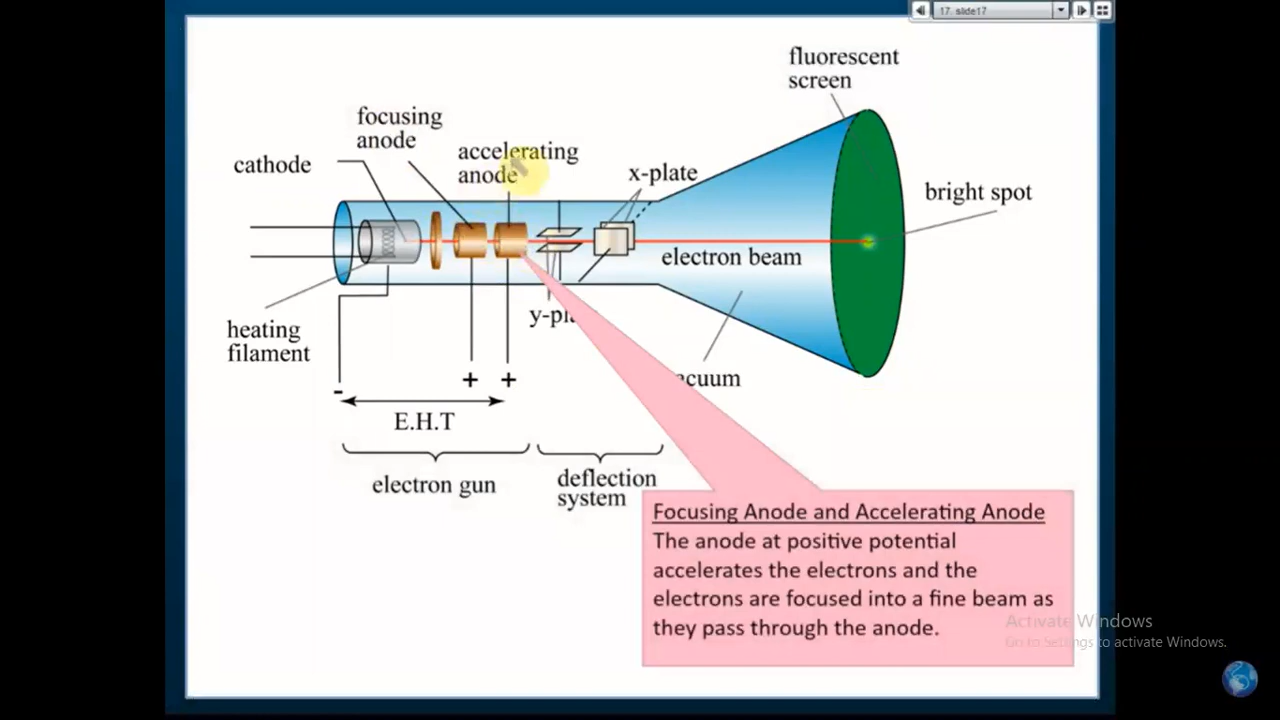 17. slide17
fluorescent
screen
focusing
anode
accelerating
anode
cathode
x-plate
bright spot
electron beam
heating
filament
+ +
-
E.H.T
electron gun
deflection
system
Focusing Anode and Accelerating Anode
The anode at positive potential
accelerates the electrons and the
electrons are focused into a fine beam as
they pass through the anode.
Activate Windows
Go to Settings to activate Windows.